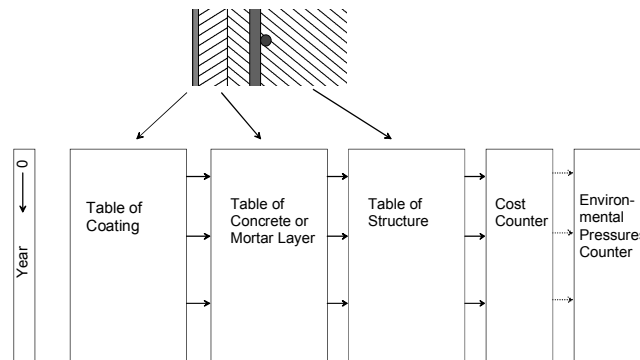 0
Year
Table of
Coating
Table of
Concrete or
Mortar Layer
Table of
Structure
Cost
Counter
Environ-
mental
Pressures
Counter